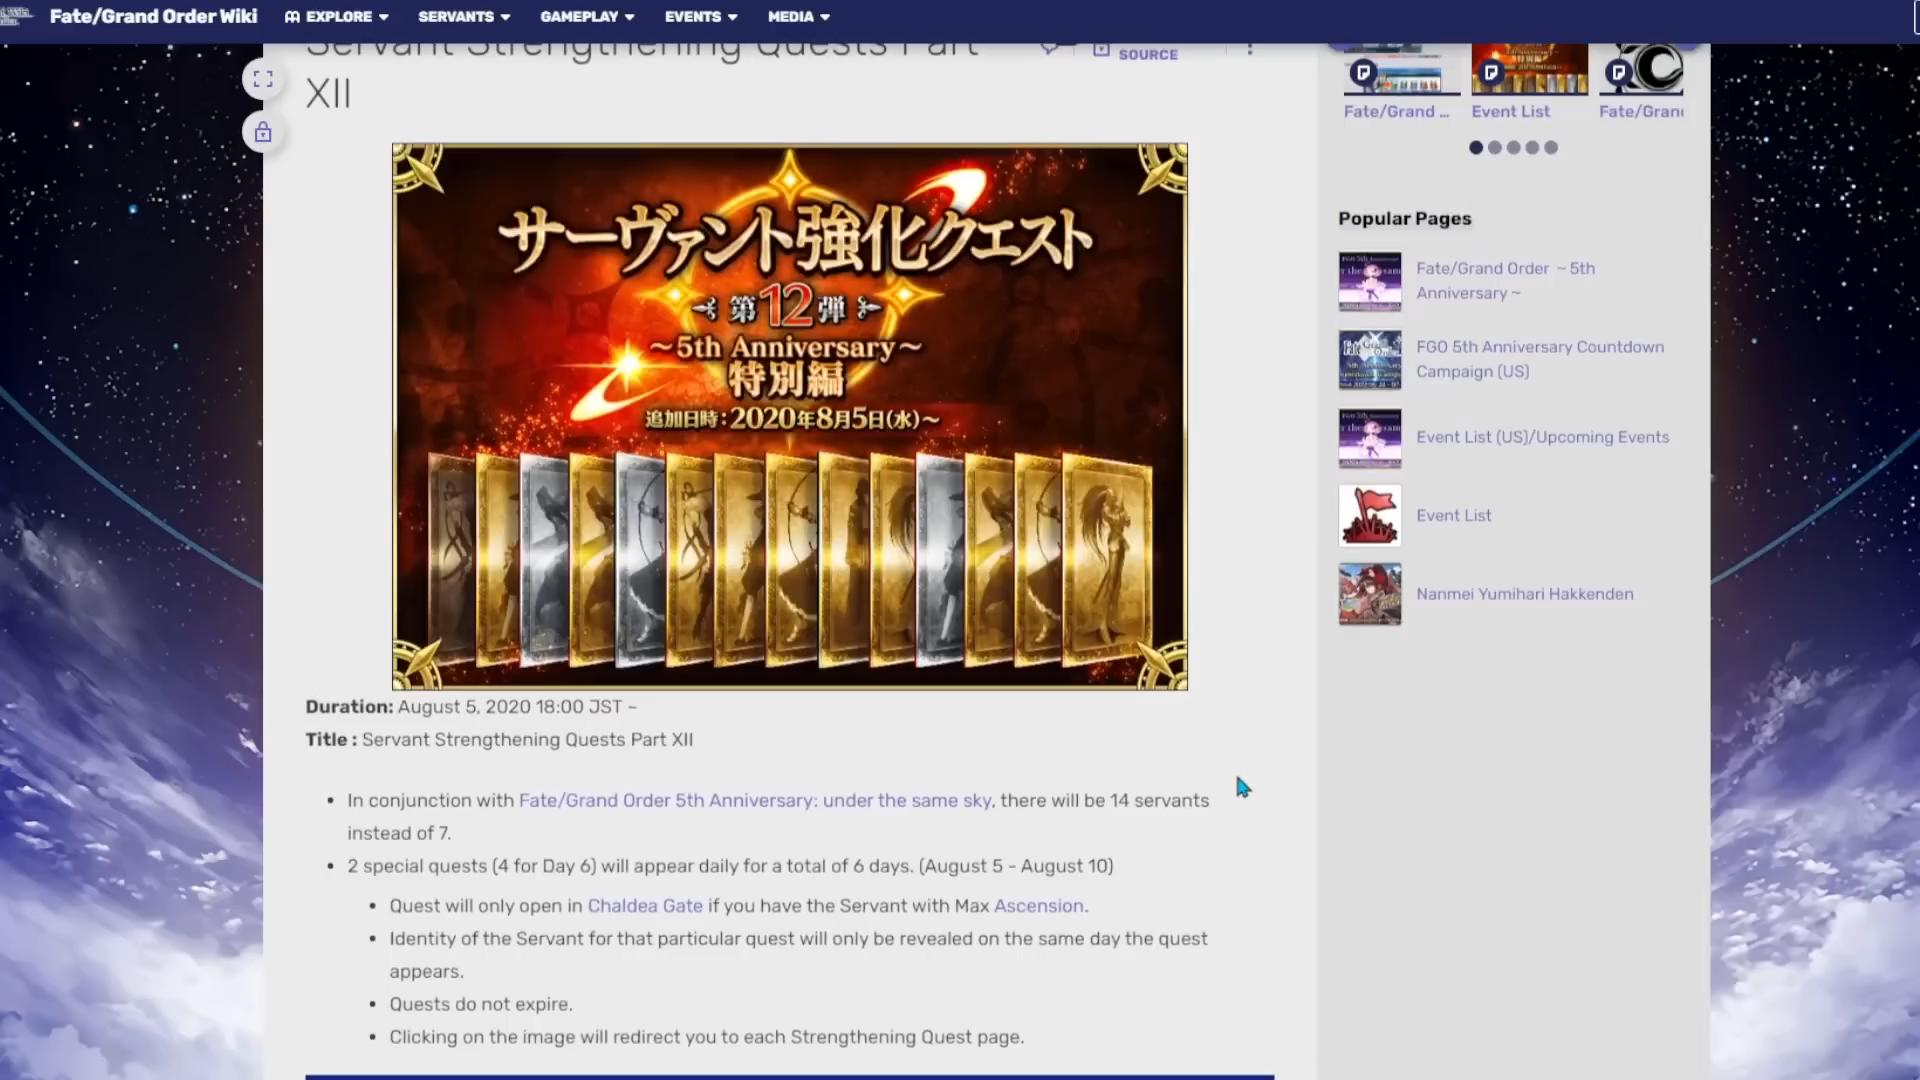 Fate/Grand Order Wiki
EXPLORE
SERVANTS
GAMEPLAY
EVENTS
MEDIA
Servant Strengthening Quests Part
XII
SOURCE
サーヴァント強化クエスト
第12弾
～5th Anniversary～
特別編
追加日時：2020年8月5日(水)～
Duration: August 5, 2020 18:00 JST ~
Title : Servant Strengthening Quests Part XII
• In conjunction with Fate/Grand Order 5th Anniversary: under the same sky, there will be 14 servants
instead of 7.
• 2 special quests (4 for Day 6) will appear daily for a total of 6 days. (August 5 - August 10)
• Quest will only open in Chaldea Gate if you have the Servant with Max Ascension.
• Identity of the Servant for that particular quest will only be revealed on the same day the quest
appears.
• Quests do not expire.
• Clicking on the image will redirect you to each Strengthening Quest page.
Fate/Grand ...
Event List
Fate/Gran
Popular Pages
Fate/Grand Order ~5th
Anniversary~
FGO 5th Anniversary Countdown
Campaign (US)
Event List (US)/Upcoming Events
Event List
Nanmei Yumihari Hakkenden